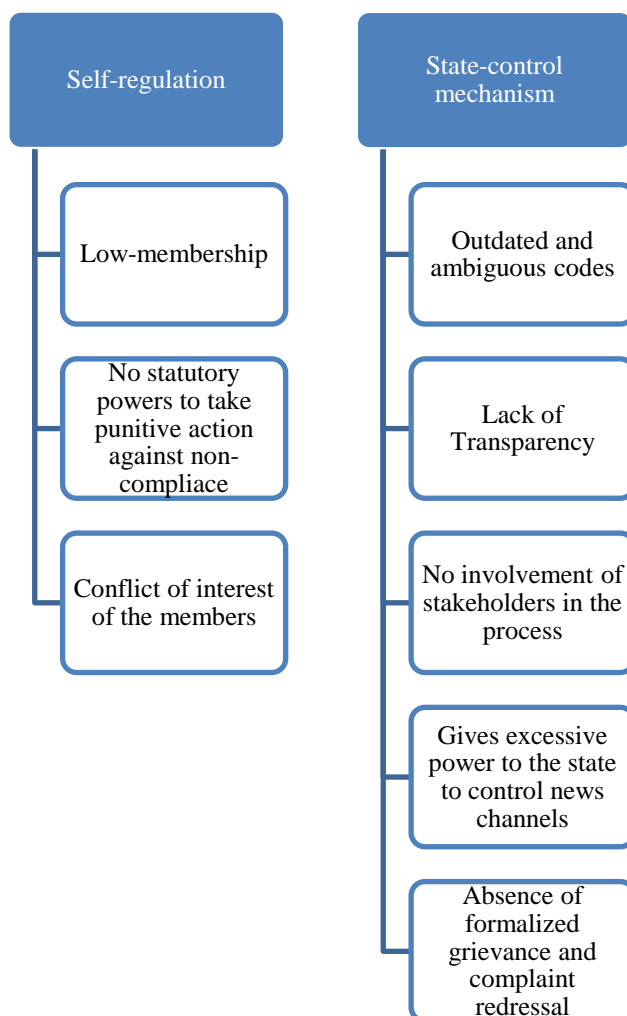 Self-regulation
Low-membership
No statutory
powers to take
punitive action
against non-
compliace
Conflict of interest
of the members
State-control
mechanism
Outdated and
ambiguous codes
Lack of
Transparency
No involvement of
stakeholders in the
process
Gives excessive
power to the state
to control news
channels
Absence of
formalized
grievance and
complaint
redressal